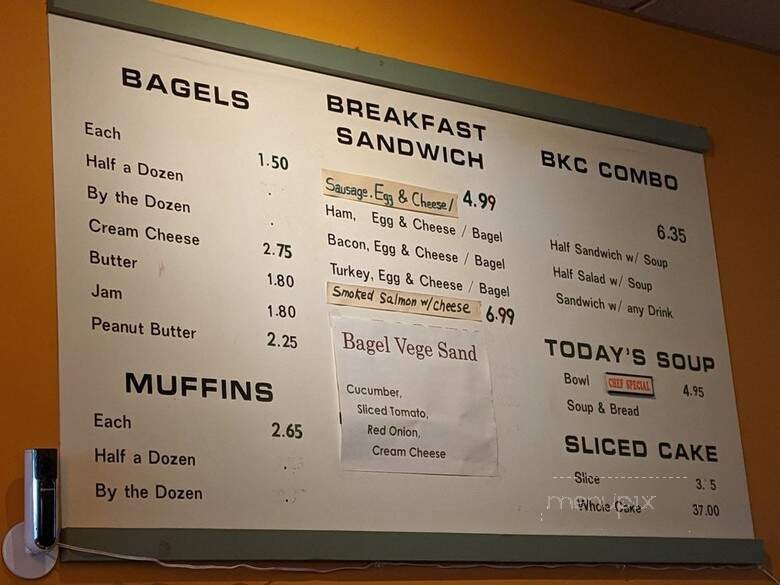 BAGELS
Each 1.50
Half a Dozen
By the Dozen
Cream Cheese 2.75
Butter 1.80
Jam 1.80
Peanut Butter 2.25
MUFFINS
Each 2.65
Half a Dozen
By the Dozen
BREAKFAST
SANDWICH
Sausage. Egg & Cheese / 4.99
Ham, Egg & Cheese / Bagel
Bacon, Egg & Cheese / Bagel
Turkey, Egg & Cheese / Bagel
Smoked Salmon w/cheese 6.99
Bagel Vege Sand
Cucumber,
Sliced Tomato,
Red Onion,
Cream Cheese
BKC COMBO
6.35
Half Sandwich w/ Soup
Half Salad w/ Soup
Sandwich w/ any Drink
TODAY'S SOUP
Bowl CHEF SPECIAL 4.95
Soup & Bread
SLICED CAKE
Slice
Whole Cake 37.00
menupix